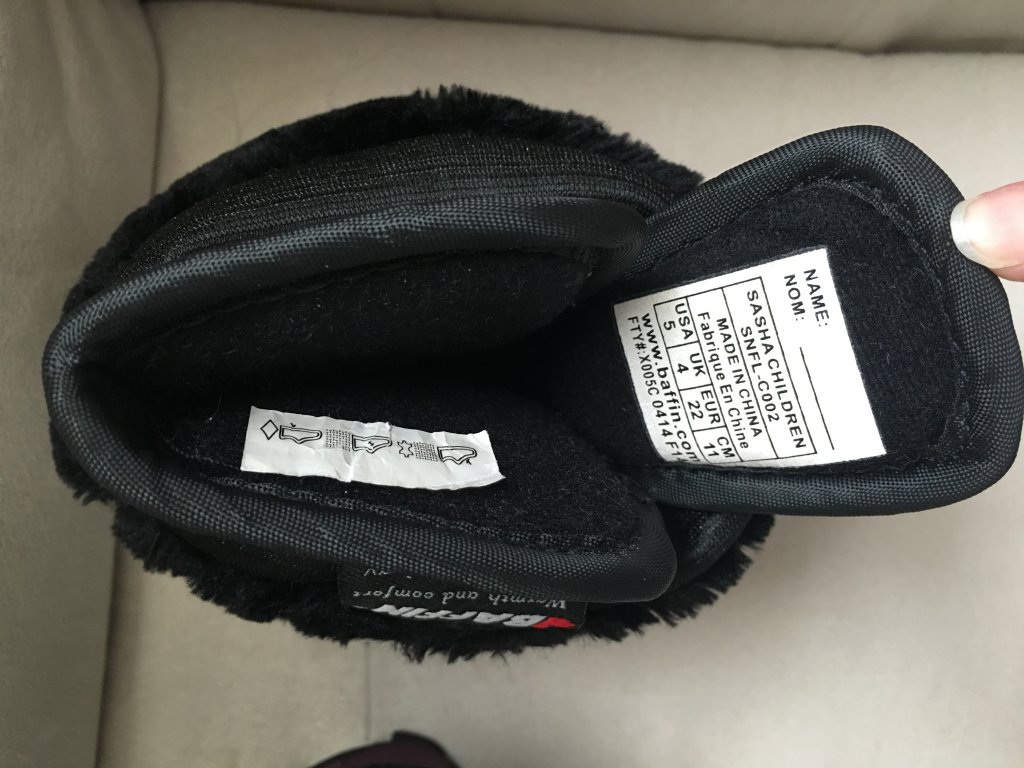 NAME:
NOM:
SASHA CHILDREN
SNFL-C002
MADE IN CHINA
Fabrique En Chine
USA UK EUR CM
5 4 22 11
www.baffin.com
FTY#:X005C 0414 F1
BAFFIN
Warmth and comfort